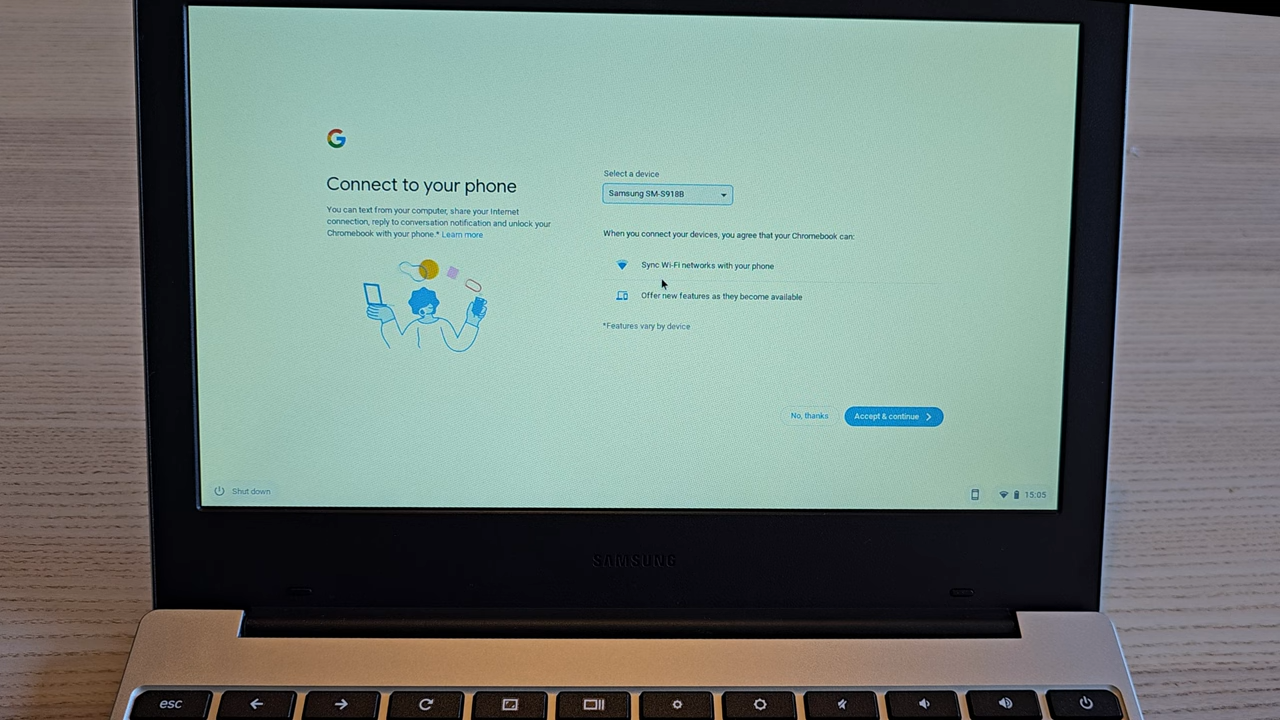 Connect to your phone
You can text from your computer, share your Internet
connection, reply to conversation notification and unlock your
Chromebook with your phone.* Learn more
Select a device
Samsung SM-S918B
When you connect your devices, you agree that your Chromebook can:
Sync Wi-Fi networks with your phone
Offer new features as they become available
*Features vary by device
No, thanks
Accept & continue
Shut down
15:05
SAMSUNG
esc